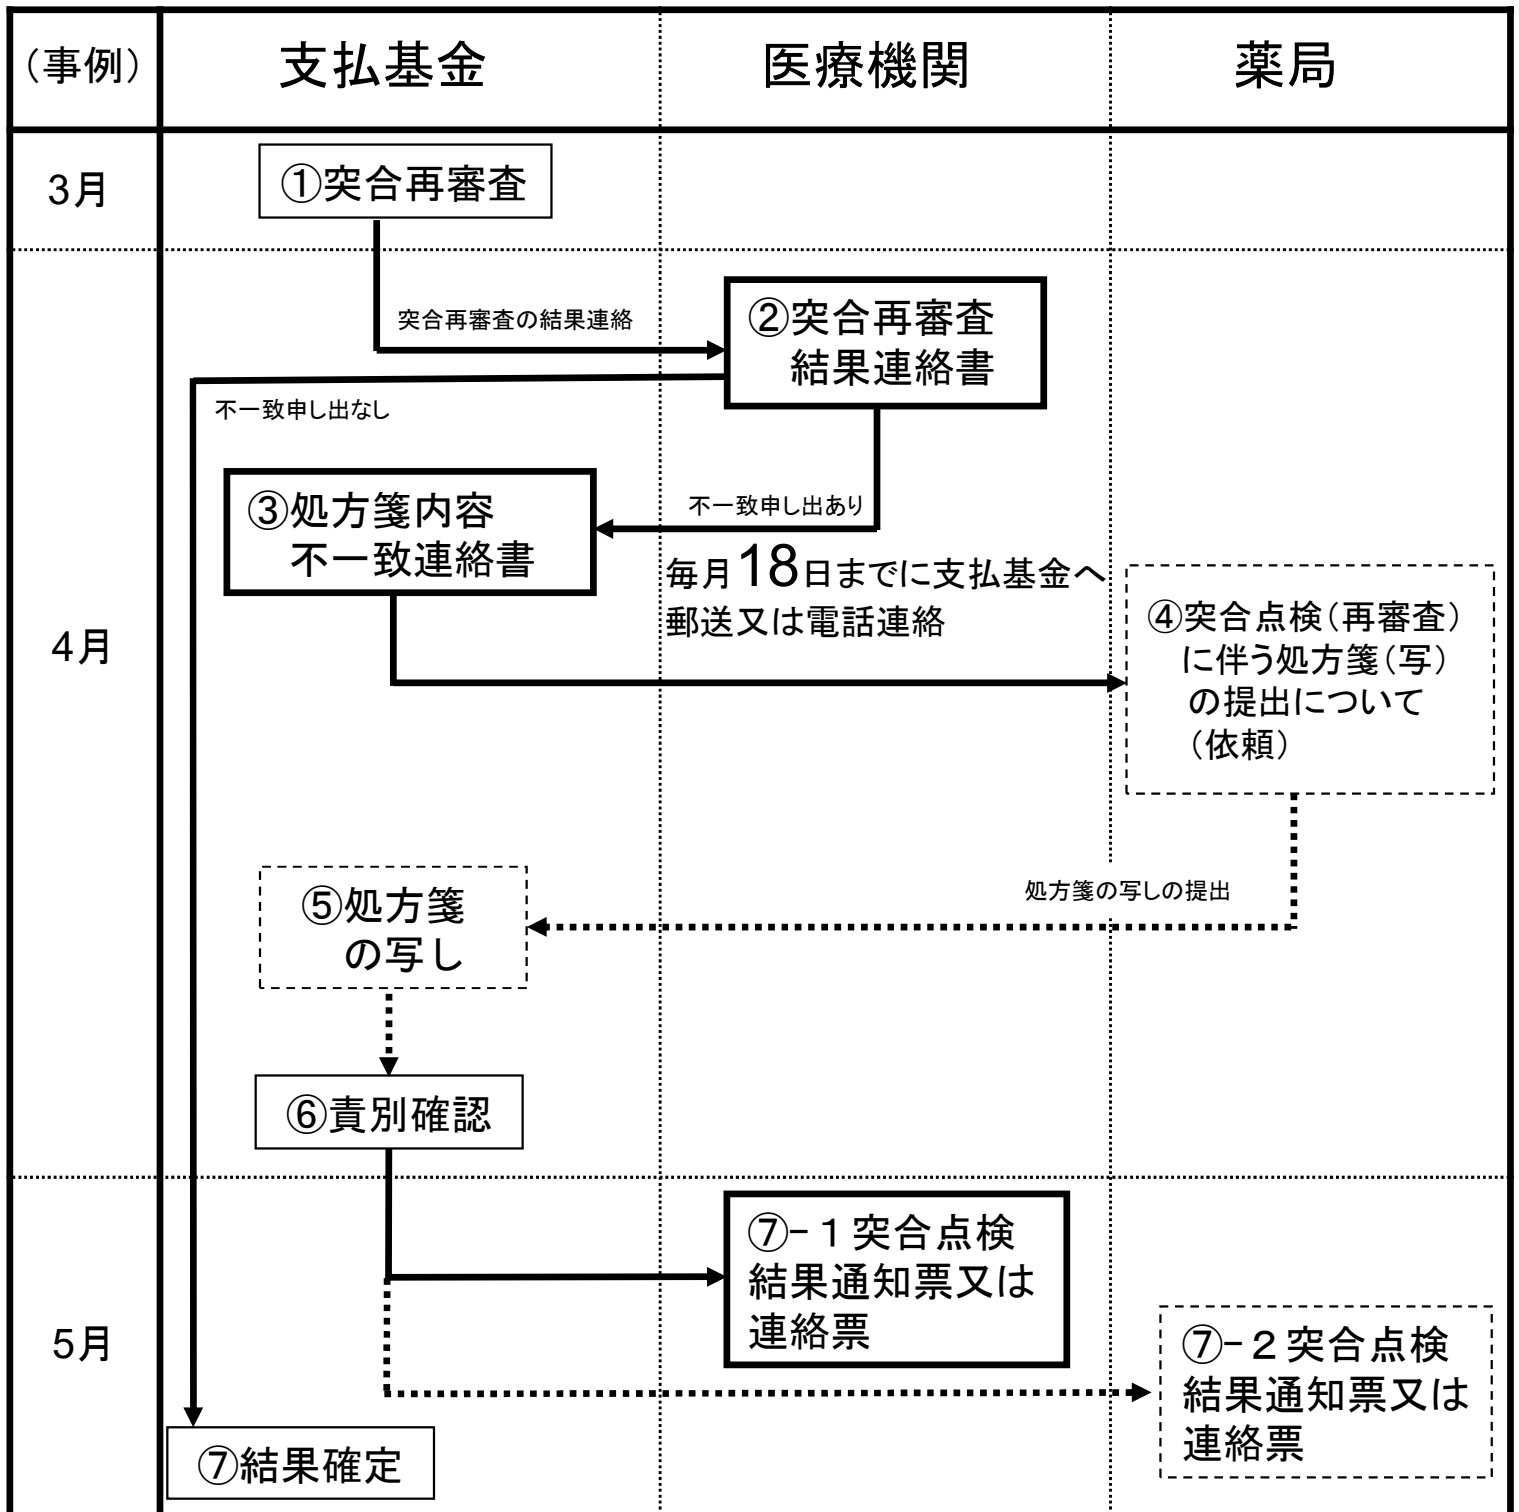 （事例）
支払基金
医療機関
薬局
3月
①突合再審査
4月
突合再審査の結果連絡
②突合再審査
結果連絡書
不一致申し出なし
③処方箋内容
不一致連絡書
不一致申し出あり
毎月18日までに支払基金へ
郵送又は電話連絡
④突合点検（再審査）
に伴う処方箋（写）
の提出について
（依頼）
処方箋の写しの提出
⑤処方箋
の写し
⑥責別確認
5月
⑦-１突合点検
結果通知票又は
連絡票
⑦-２突合点検
結果通知票又は
連絡票
⑦結果確定